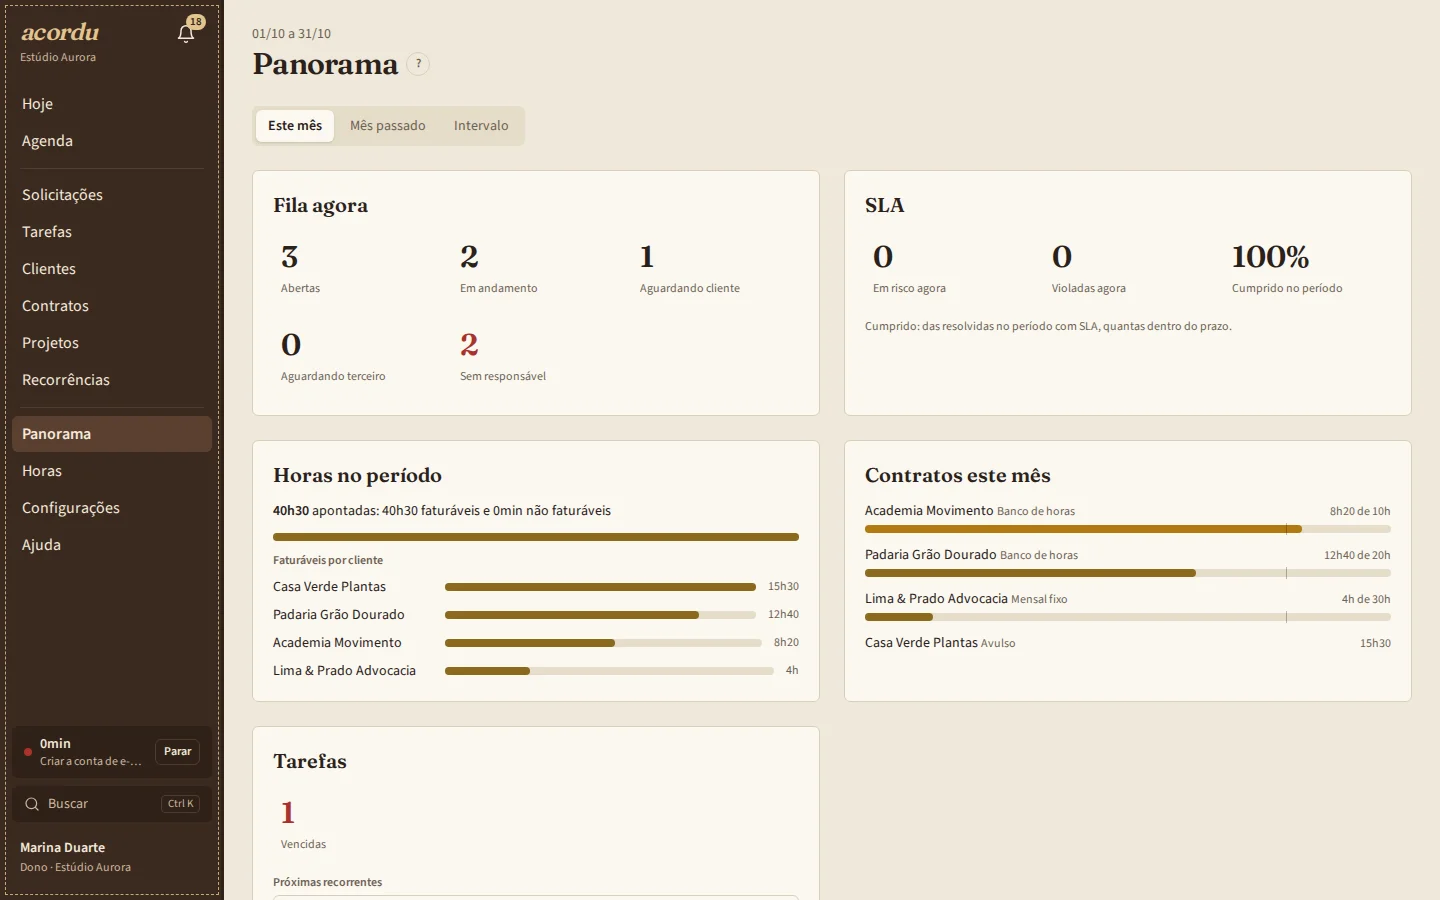 acordu
18
Estúdio Aurora
Hoje
Agenda
Solicitações
Tarefas
Clientes
Contratos
Projetos
Recorrências
Panorama
Horas
Configurações
Ajuda
0min
Criar a conta de e-...
Parar
Buscar
Ctrl K
Marina Duarte
Dono · Estúdio Aurora
01/10 a 31/10
Panorama ?
Este mês Mês passado Intervalo
Fila agora
3 2 1
Abertas Em andamento Aguardando cliente
0 2
Aguardando terceiro Sem responsável
SLA
0 0 100%
Em risco agora Violadas agora Cumprido no período
Cumprido: das resolvidas no período com SLA, quantas dentro do prazo.
Horas no período
40h30 apontadas: 40h30 faturáveis e 0min não faturáveis
Faturáveis por cliente
Casa Verde Plantas 15h30
Padaria Grão Dourado 12h40
Academia Movimento 8h20
Lima & Prado Advocacia 4h
Contratos este mês
Academia Movimento Banco de horas 8h20 de 10h
Padaria Grão Dourado Banco de horas 12h40 de 20h
Lima & Prado Advocacia Mensal fixo 4h de 30h
Casa Verde Plantas Avulso 15h30
Tarefas
1
Vencidas
Próximas recorrentes